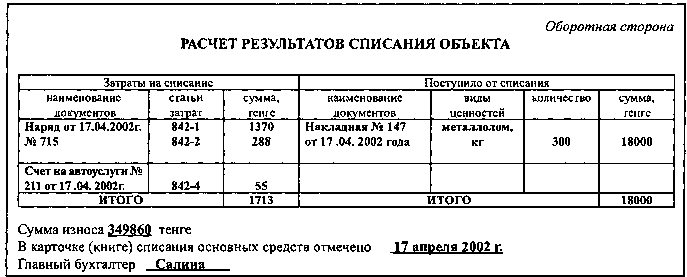 Оборотная сторона
РАСЧЕТ РЕЗУЛЬТАТОВ СПИСАНИЯ ОБЪЕКТА
Затраты на списание Поступило от списания
наименование документов статьи затрат сумма, тенге наименование документов виды ценностей количество сумма, тенге
Наряд от 17.04.2002г. 842-1 1370 Накладная № 147 металлолом,
№ 715 842-2 288 от 17 .04. 2002 года кг 300 18000
Счет на автоуслуги №
211 от 17 .04. 2002г. 842-4 55
ИТОГО 1713 ИТОГО 18000
Сумма износа 349860 тенге
В карточке (книге) списания основных средств отмечено 17 апреля 2002 г.
Главный бухгалтер Салина